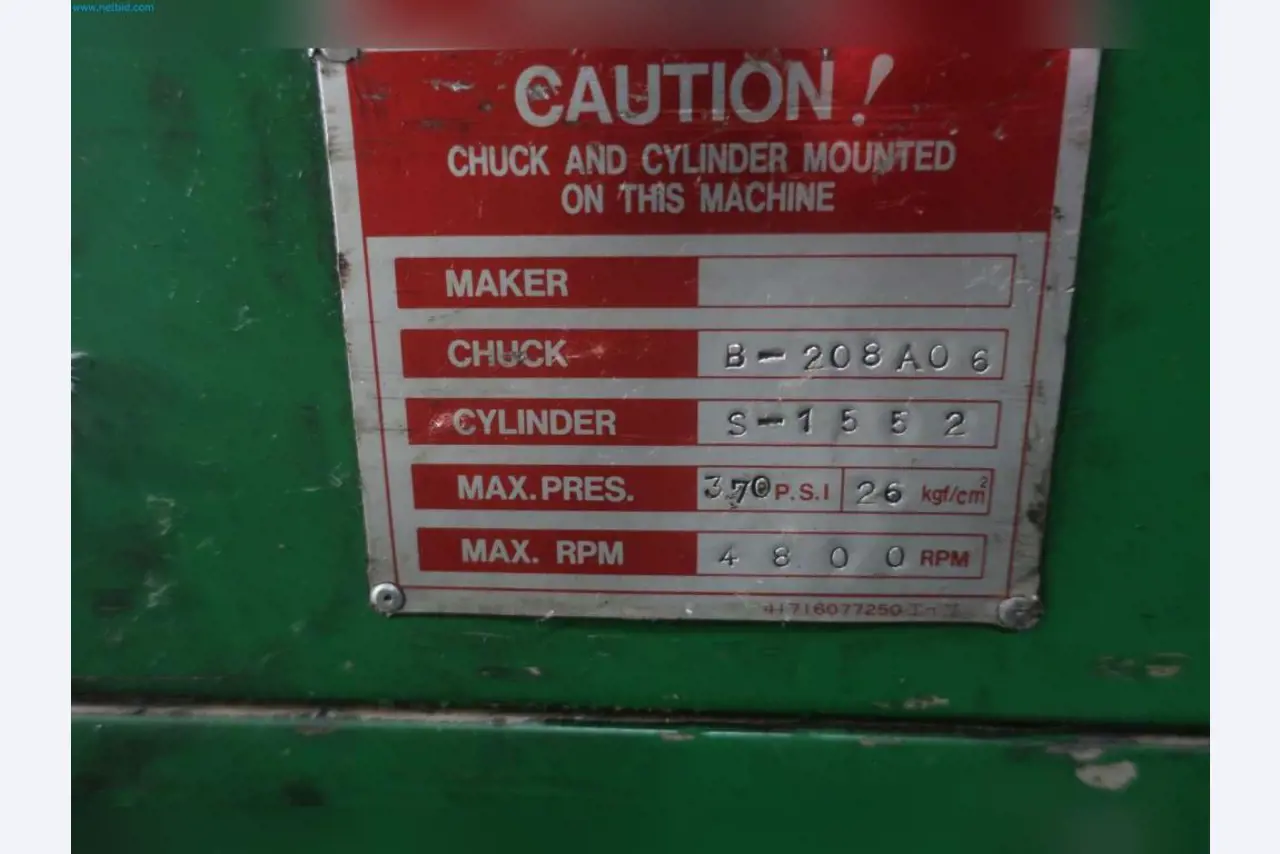 www.netbid.com
CAUTION!
CHUCK AND CYLINDER MOUNTED
ON THIS MACHINE
MAKER
CHUCK B-208A06
CYLINDER S-1552
MAX.PRES. 370 P.S.I 26 kgf/cm²
MAX. RPM 4800 RPM
41716077250